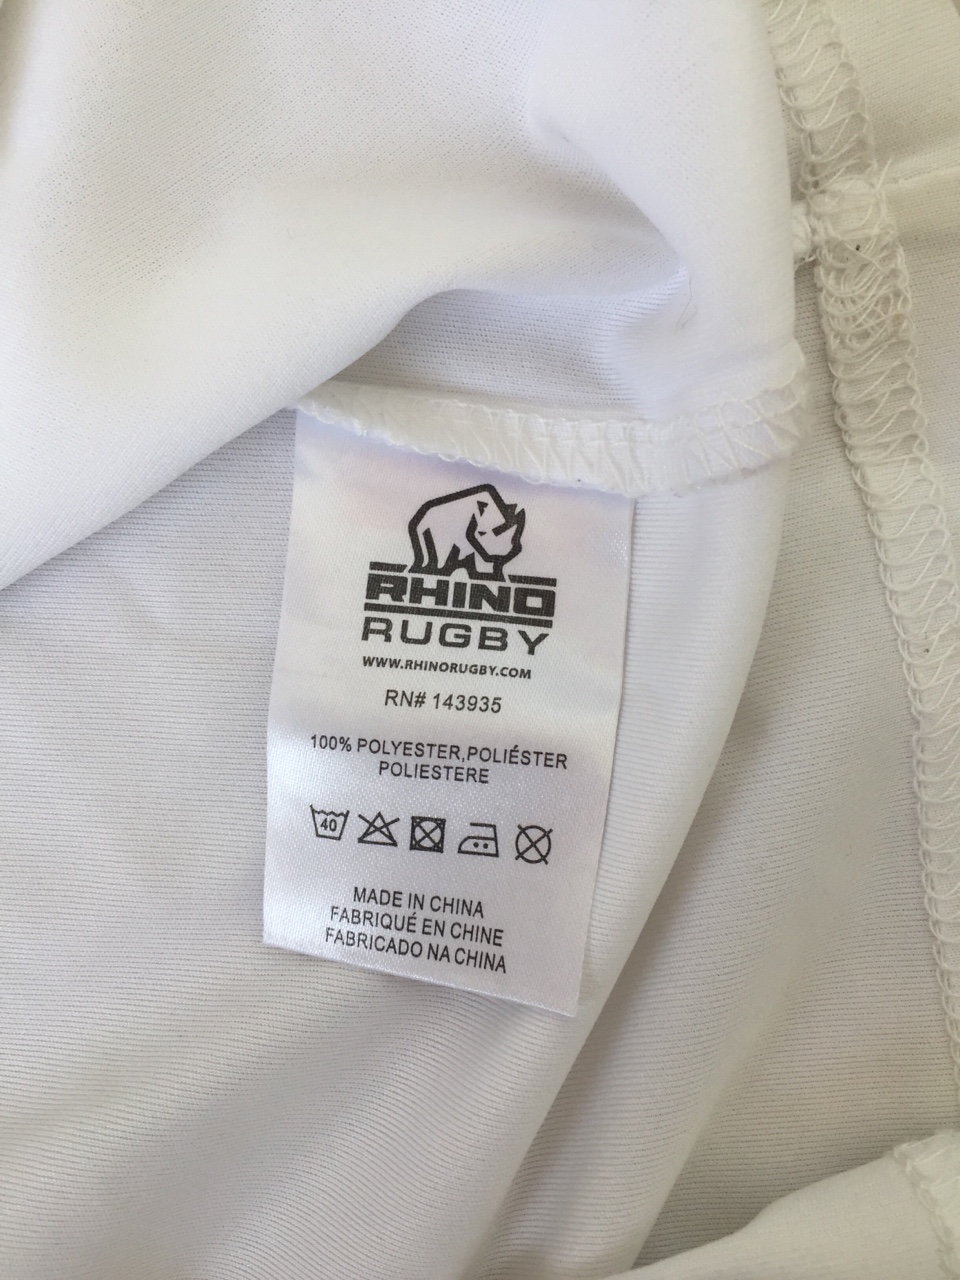 RHINO
RUGBY
WWW.RHINORUGBY.COM
RN# 143935
100% POLYESTER,POLIÉSTER
POLIESTERE
40
MADE IN CHINA
FABRIQUÉ EN CHINE
FABRICADO NA CHINA